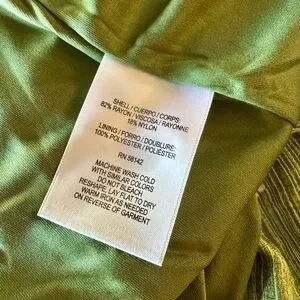 SHELL / CUERPO / CORPS:
82% RAYON / VISCOSA / RAYONNE
18% NYLON
LINING / FORRO / DOUBLURE:
100% POLYESTER / POLIÉSTER
RN 58142
MACHINE WASH COLD
WITH SIMILAR COLORS
DO NOT BLEACH
RESHAPE, LAY FLAT TO DRY
WARM IRON AS NEEDED
ON REVERSE OF GARMENT